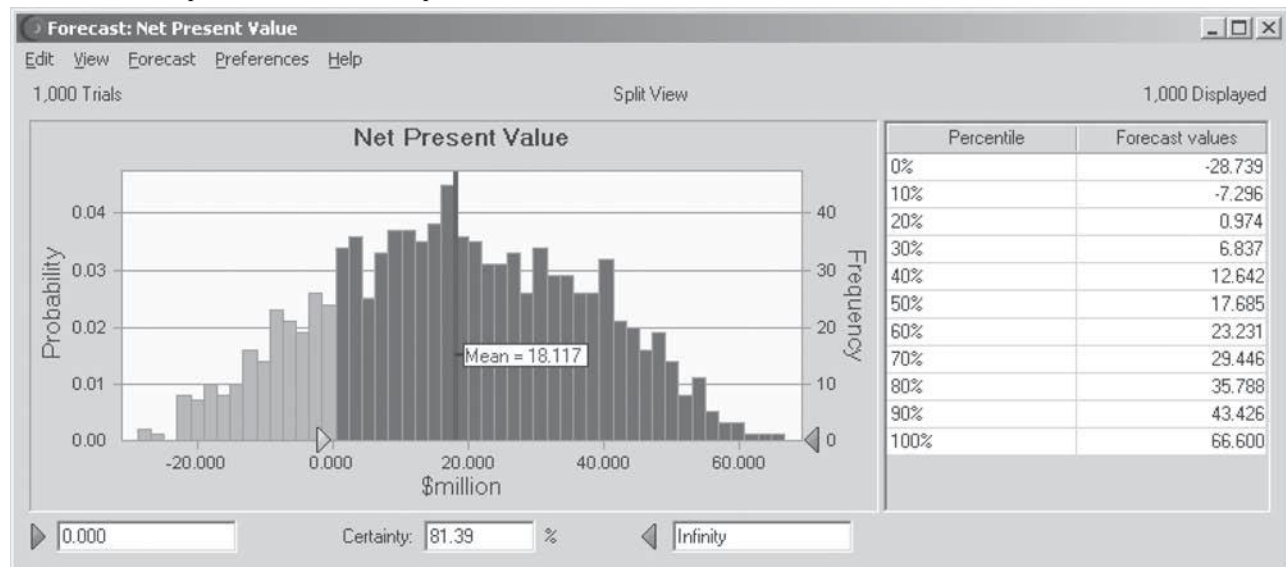 Forecast: Net Present Value
Edit View Forecast Preferences Help
1,000 Trials Split View 1,000 Displayed
Net Present Value
Probability
0.04
0.03
0.02
0.01
0.00
Mean = 18.117
40
30
20
10
0
Frequency
-20.000 0.000 20.000 40.000 60.000
$million
Percentile Forecast values
0% -28.739
10% -7.296
20% 0.974
30% 6.837
40% 12.642
50% 17.685
60% 23.231
70% 29.446
80% 35.788
90% 43.426
100% 66.600
0.000 Certainty: 81.39 % Infinity